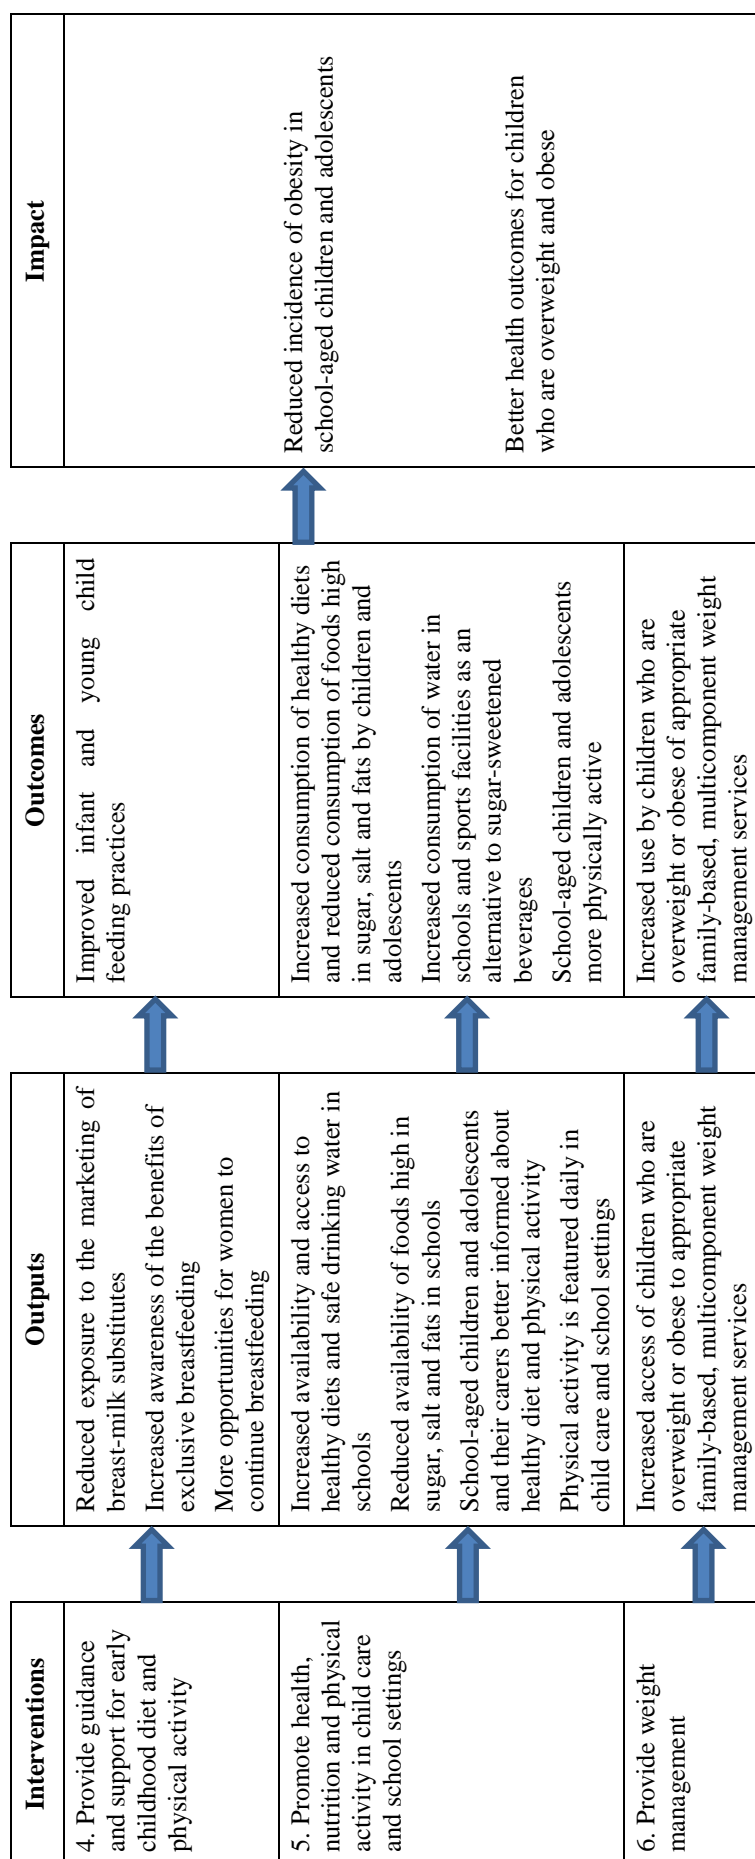 Interventions
4. Provide guidance
and support for early
childhood diet and
physical activity
5. Promote health,
nutrition and physical
activity in child care
and school settings
6. Provide weight
management
Outputs
Reduced exposure to the marketing of
breast-milk substitutes
Increased awareness of the benefits of
exclusive breastfeeding
More opportunities for women to
continue breastfeeding
Increased availability and access to
healthy diets and safe drinking water in
schools
Reduced availability of foods high in
sugar, salt and fats in schools
School-aged children and adolescents
and their carers better informed about
healthy diet and physical activity
Physical activity is featured daily in
child care and school settings
Increased access of children who are
overweight or obese to appropriate
family-based, multicomponent weight
management services
Outcomes
Improved infant and young child
feeding practices
Increased consumption of healthy diets
and reduced consumption of foods high
in sugar, salt and fats by children and
adolescents
Increased consumption of water in
schools and sports facilities as an
alternative to sugar-sweetened
beverages
School-aged children and adolescents
more physically active
Increased use by children who are
overweight or obese of appropriate
family-based, multicomponent weight
management services
Impact
Reduced incidence of obesity in
school-aged children and adolescents
Better health outcomes for children
who are overweight and obese